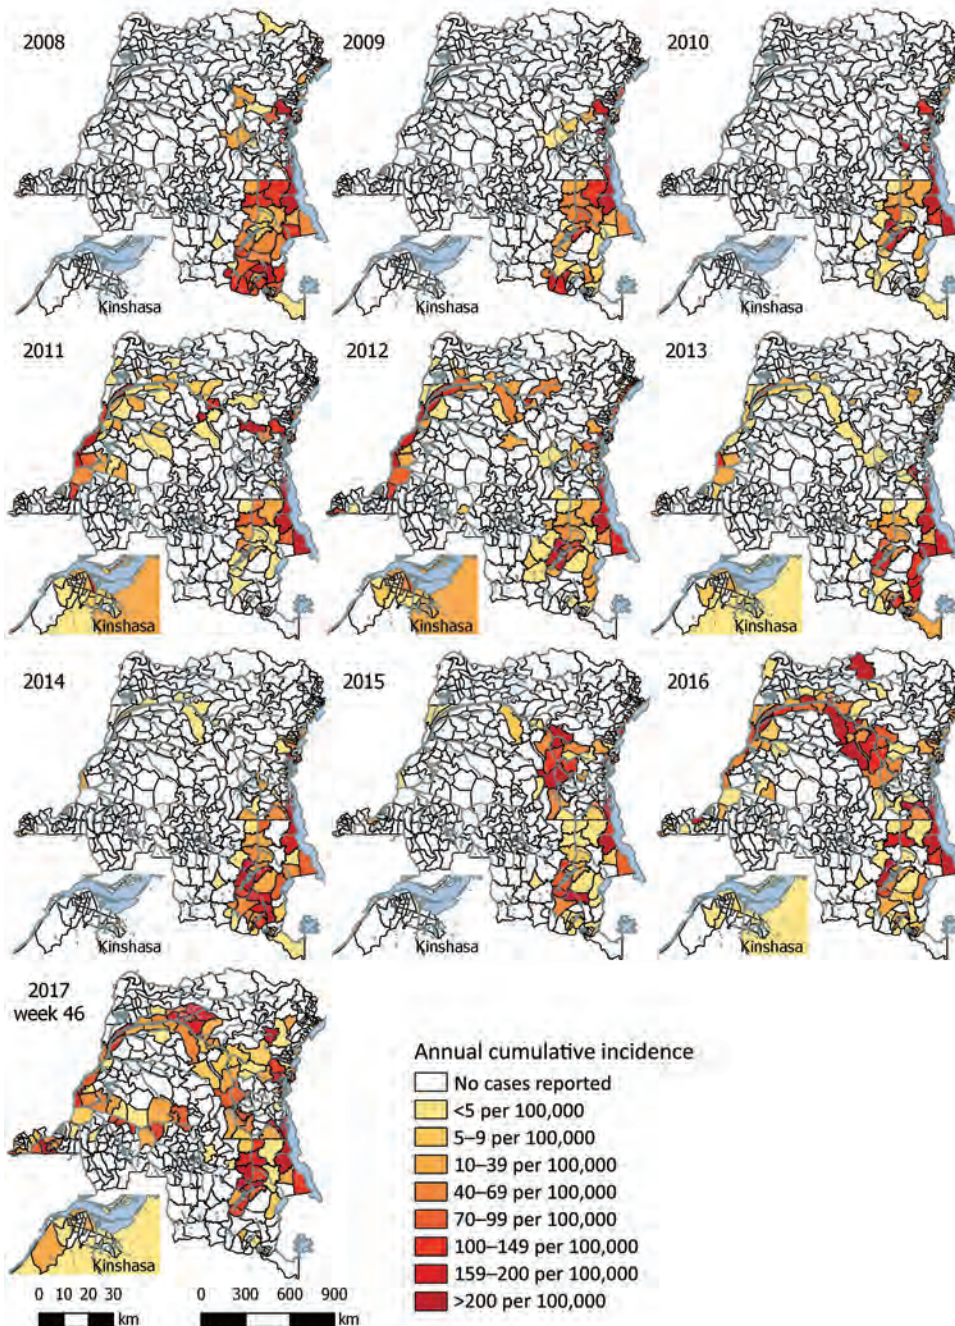 2008
2009
2010
Kinshasa
Kinshasa
Kinshasa
2011
2012
2013
Kinshasa
Kinshasa
Kinshasa
2014
2015
2016
Kinshasa
Kinshasa
Kinshasa
2017
week 46
Kinshasa
0 10 20 30
km
0 300 600 900
km
Annual cumulative incidence
No cases reported
<5 per 100,000
5–9 per 100,000
10–39 per 100,000
40–69 per 100,000
70–99 per 100,000
100–149 per 100,000
159–200 per 100,000
>200 per 100,000